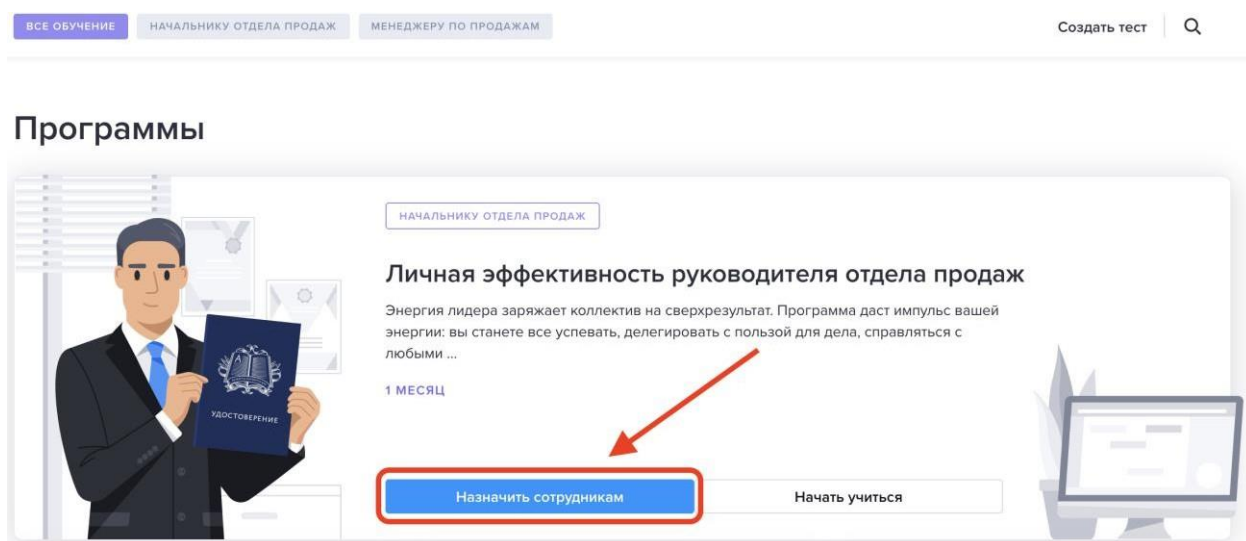 ВСЕ ОБУЧЕНИЕ
НАЧАЛЬНИКУ ОТДЕЛА ПРОДАЖ
МЕНЕДЖЕРУ ПО ПРОДАЖАМ
Создать тест
Программы
НАЧАЛЬНИКУ ОТДЕЛА ПРОДАЖ
Личная эффективность руководителя отдела продаж
Энергия лидера заряжает коллектив на сверхрезультат. Программа даст импульс вашей
энергии: вы станете все успевать, делегировать с пользой для дела, справляться с
любыми ...
1 МЕСЯЦ
УДОСТОВЕРЕНИЕ
Назначить сотрудникам
Начать учиться